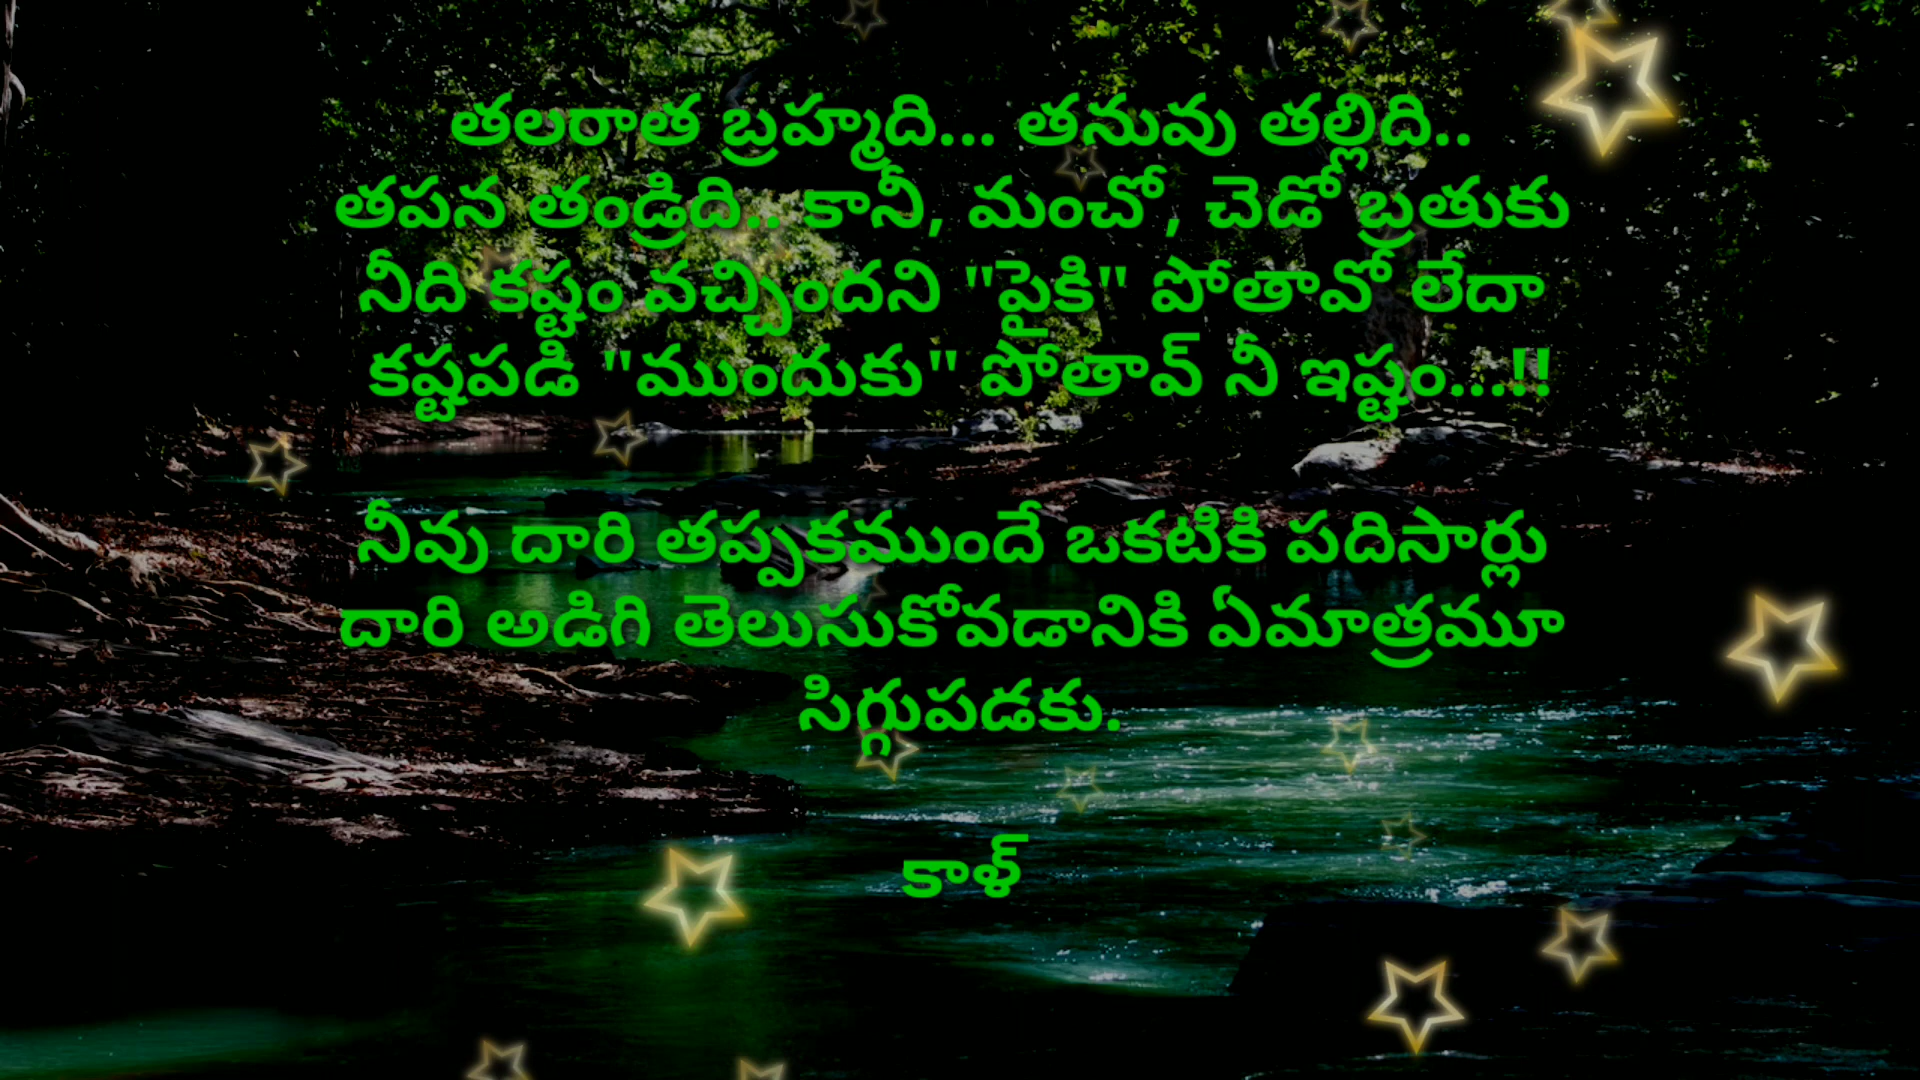 తలరాత బ్రహ్మది... తనువు తల్లిది..
తపన తండ్రిది.. కానీ, మంచో, చెడో బ్రతుకు
నీది కష్టం వచ్చిందని "పైకి" పోతావో లేదా
కష్టపడి "ముందుకు" పోతావ్ నీ ఇష్టం...!!
నీవు దారి తప్పకముందే ఒకటికి పదిసార్లు
దారి అడిగి తెలుసుకోవడానికి ఏమాత్రమూ
సిగ్గుపడకు.
కాళ్